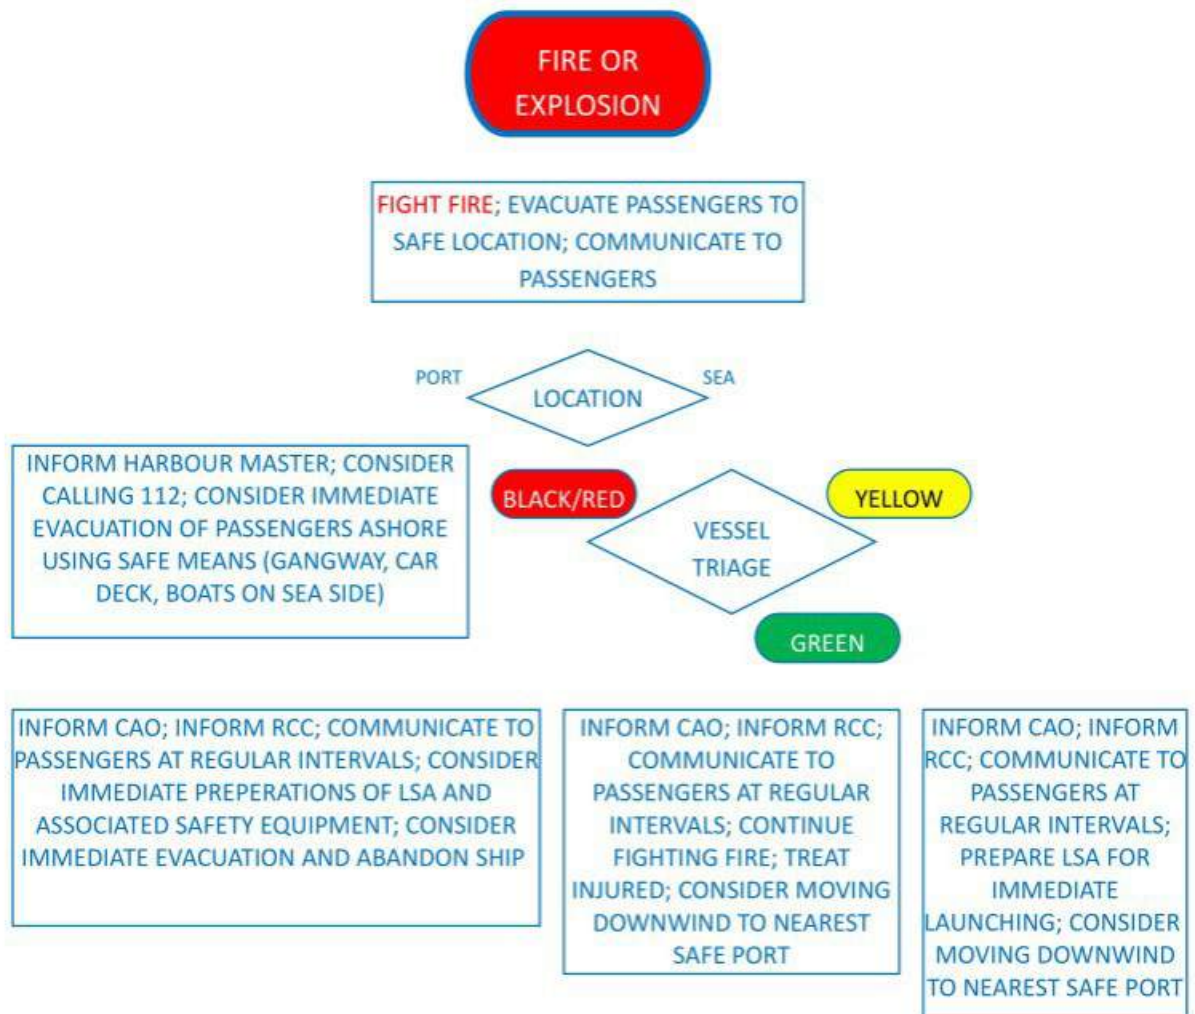 FIRE OR
EXPLOSION
FIGHT FIRE; EVACUATE PASSENGERS TO
SAFE LOCATION; COMMUNICATE TO
PASSENGERS
PORT
SEA
LOCATION
INFORM HARBOUR MASTER; CONSIDER
CALLING 112; CONSIDER IMMEDIATE
EVACUATION OF PASSENGERS ASHORE
USING SAFE MEANS (GANGWAY, CAR
DECK, BOATS ON SEA SIDE)
BLACK/RED
YELLOW
VESSEL
TRIAGE
GREEN
INFORM CAO; INFORM RCC; COMMUNICATE TO
PASSENGERS AT REGULAR INTERVALS; CONSIDER
IMMEDIATE PREPERATIONS OF LSA AND
ASSOCIATED SAFETY EQUIPMENT; CONSIDER
IMMEDIATE EVACUATION AND ABANDON SHIP
INFORM CAO; INFORM RCC;
COMMUNICATE TO
PASSENGERS AT REGULAR
INTERVALS; CONTINUE
FIGHTING FIRE; TREAT
INJURED; CONSIDER MOVING
DOWNWIND TO NEAREST
SAFE PORT
INFORM CAO; INFORM
RCC; COMMUNICATE TO
PASSENGERS AT
REGULAR INTERVALS;
PREPARE LSA FOR
IMMEDIATE
LAUNCHING; CONSIDER
MOVING DOWNWIND
TO NEAREST SAFE PORT